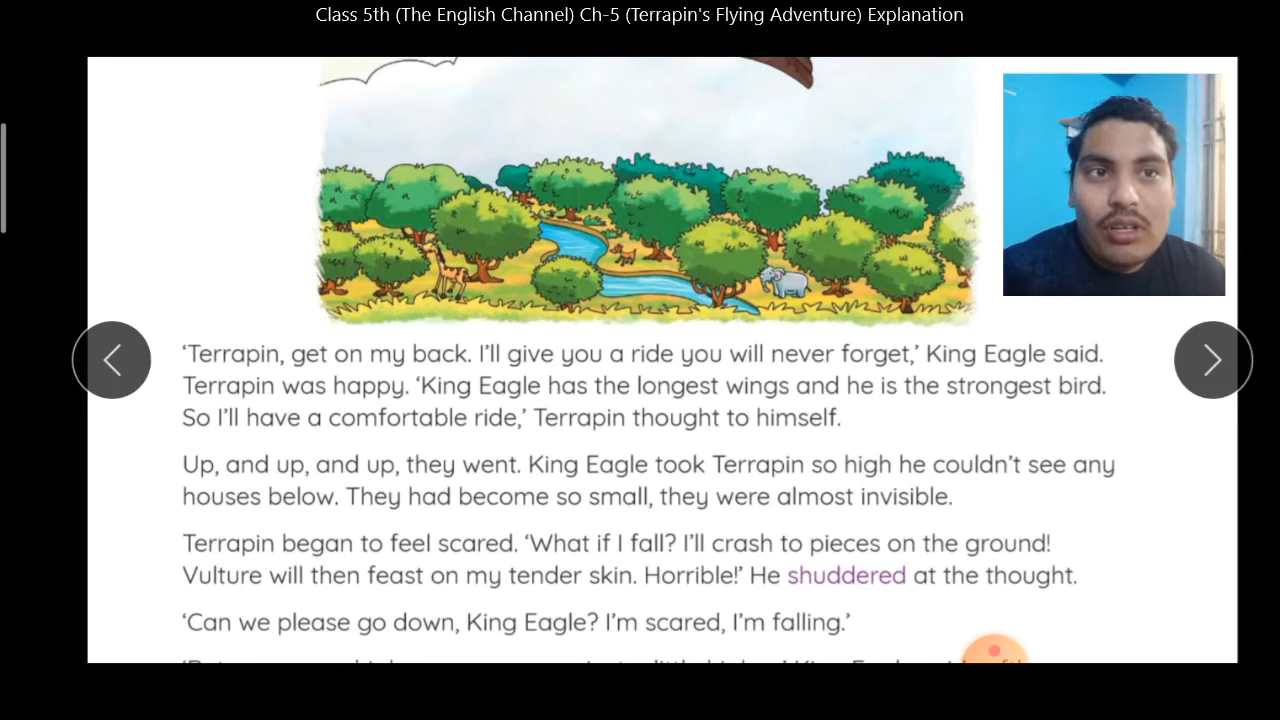 Class 5th (The English Channel) Ch-5 (Terrapin's Flying Adventure) Explanation
‘Terrapin, get on my back. I’ll give you a ride you will never forget,’ King Eagle said.
Terrapin was happy. ‘King Eagle has the longest wings and he is the strongest bird.
So I’ll have a comfortable ride,’ Terrapin thought to himself.
Up, and up, and up, they went. King Eagle took Terrapin so high he couldn’t see any
houses below. They had become so small, they were almost invisible.
Terrapin began to feel scared. ‘What if I fall? I’ll crash to pieces on the ground!
Vulture will then feast on my tender skin. Horrible!’ He shuddered at the thought.
‘Can we please go down, King Eagle? I’m scared, I’m falling.’